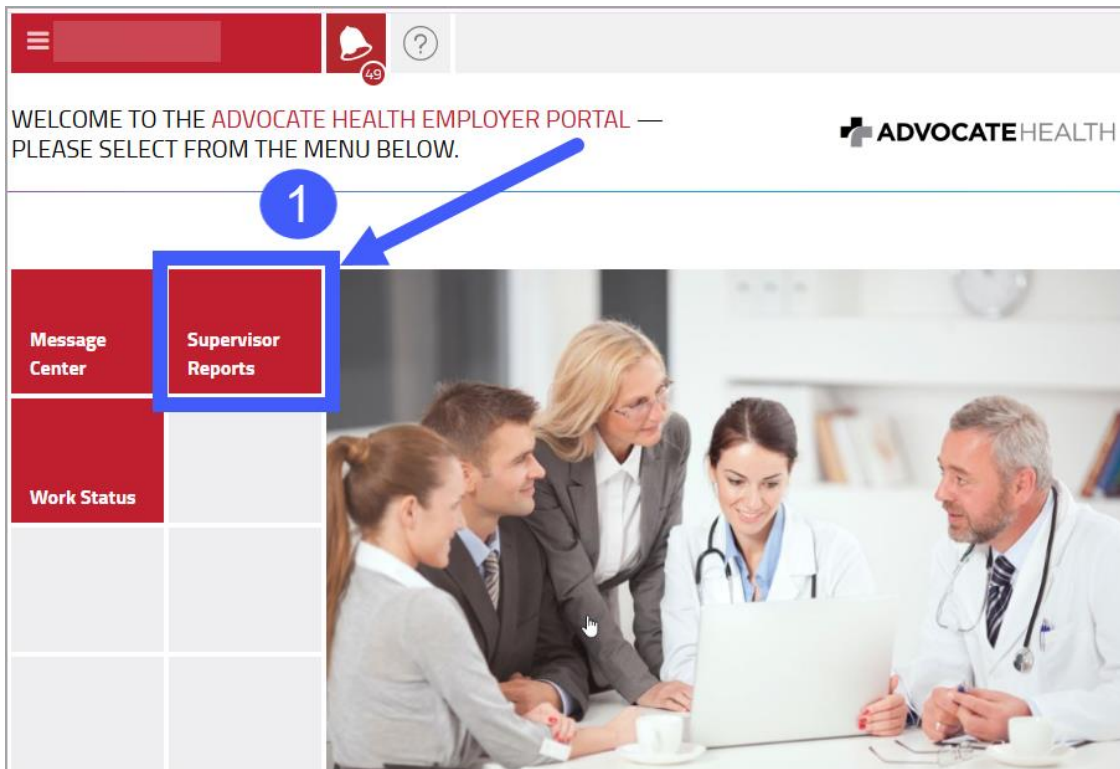 ?
49
WELCOME TO THE ADVOCATE HEALTH EMPLOYER PORTAL —
PLEASE SELECT FROM THE MENU BELOW.
ADVOCATEHEALTH
1
Message
Center
Supervisor
Reports
Work Status